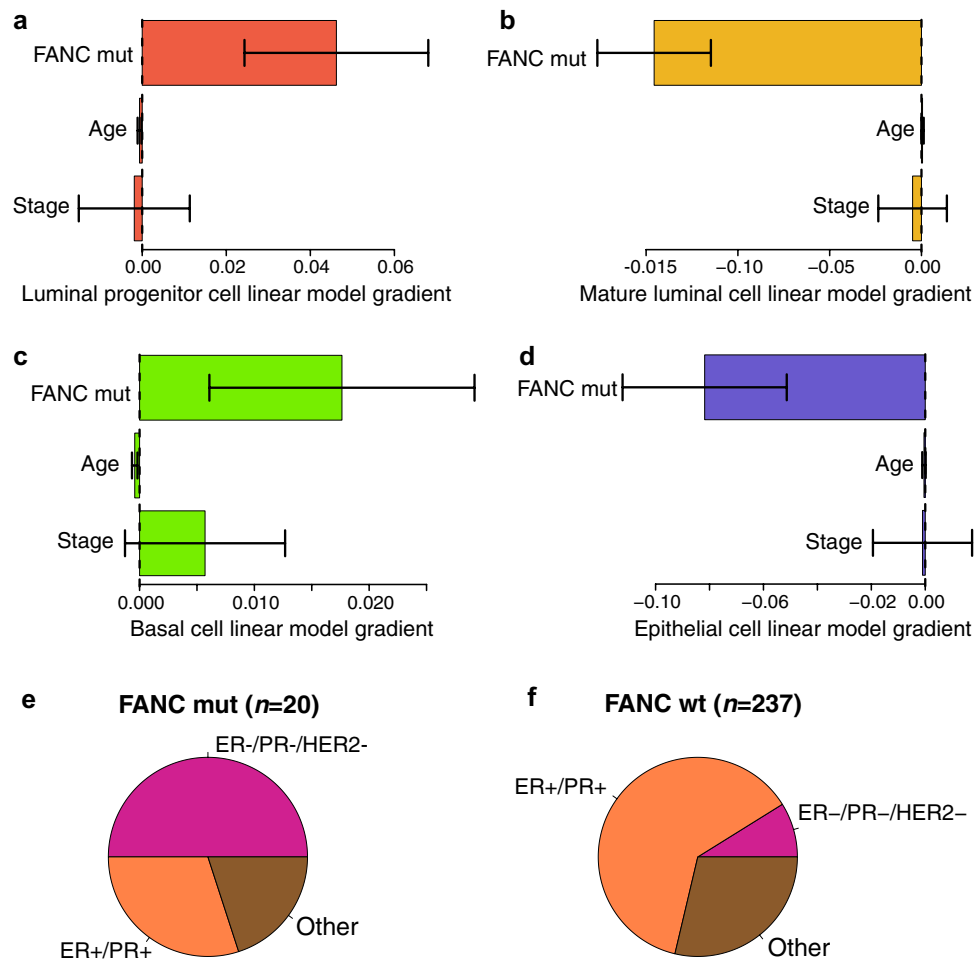 a
FANC mut
Age
Stage
0.00 0.02 0.04 0.06
Luminal progenitor cell linear model gradient
b
FANC mut
Age
Stage
-0.015 −0.10 −0.05 0.00
Mature luminal cell linear model gradient
c
FANC mut
Age
Stage
0.000 0.010 0.020
Basal cell linear model gradient
d
FANC mut
Age
Stage
−0.10 −0.06 −0.02 0.00
Epithelial cell linear model gradient
e
FANC mut (n=20)
ER-/PR-/HER2-
ER+/PR+
Other
f
FANC wt (n=237)
ER+/PR+
ER−/PR−/HER2−
Other